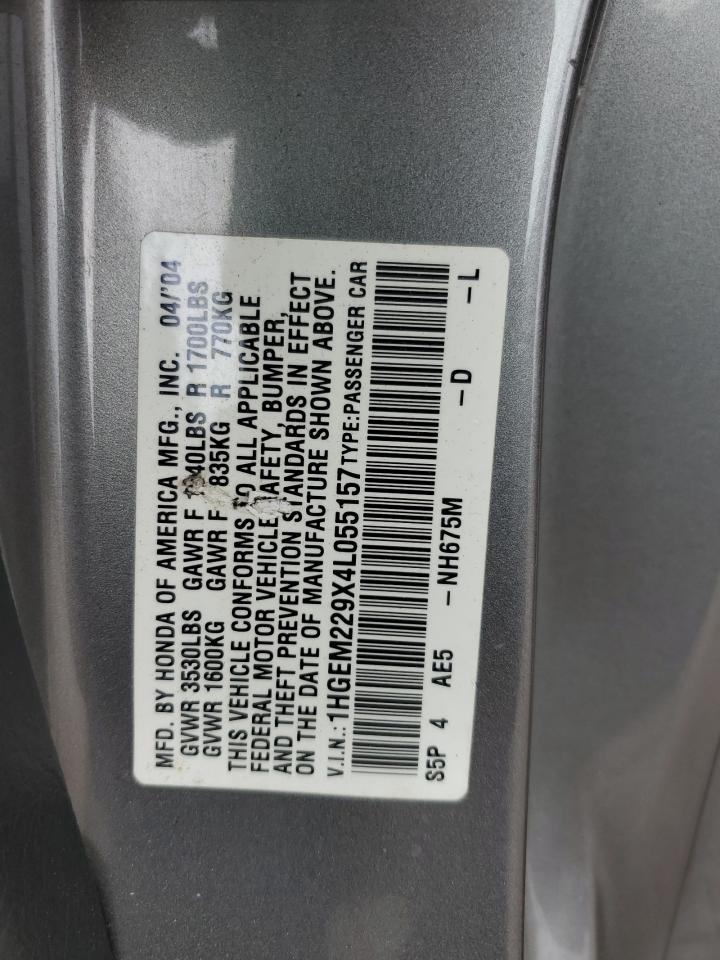 MFD. BY HONDA OF AMERICA MFG., INC. 04/'04
GVWR 3530LBS GAWR F 40LBS R 1700LBS
GVWR 1600KG GAWR F 835KG R 770KG
THIS VEHICLE CONFORMS TO ALL APPLICABLE
FEDERAL MOTOR VEHICLE SAFETY, BUMPER,
AND THEFT PREVENTION STANDARDS IN EFFECT
ON THE DATE OF MANUFACTURE SHOWN ABOVE.
V.I.N.: 1HGEM229X4L055157 TYPE:PASSENGER CAR
S5P 4 AE5 -NH675M -D -L